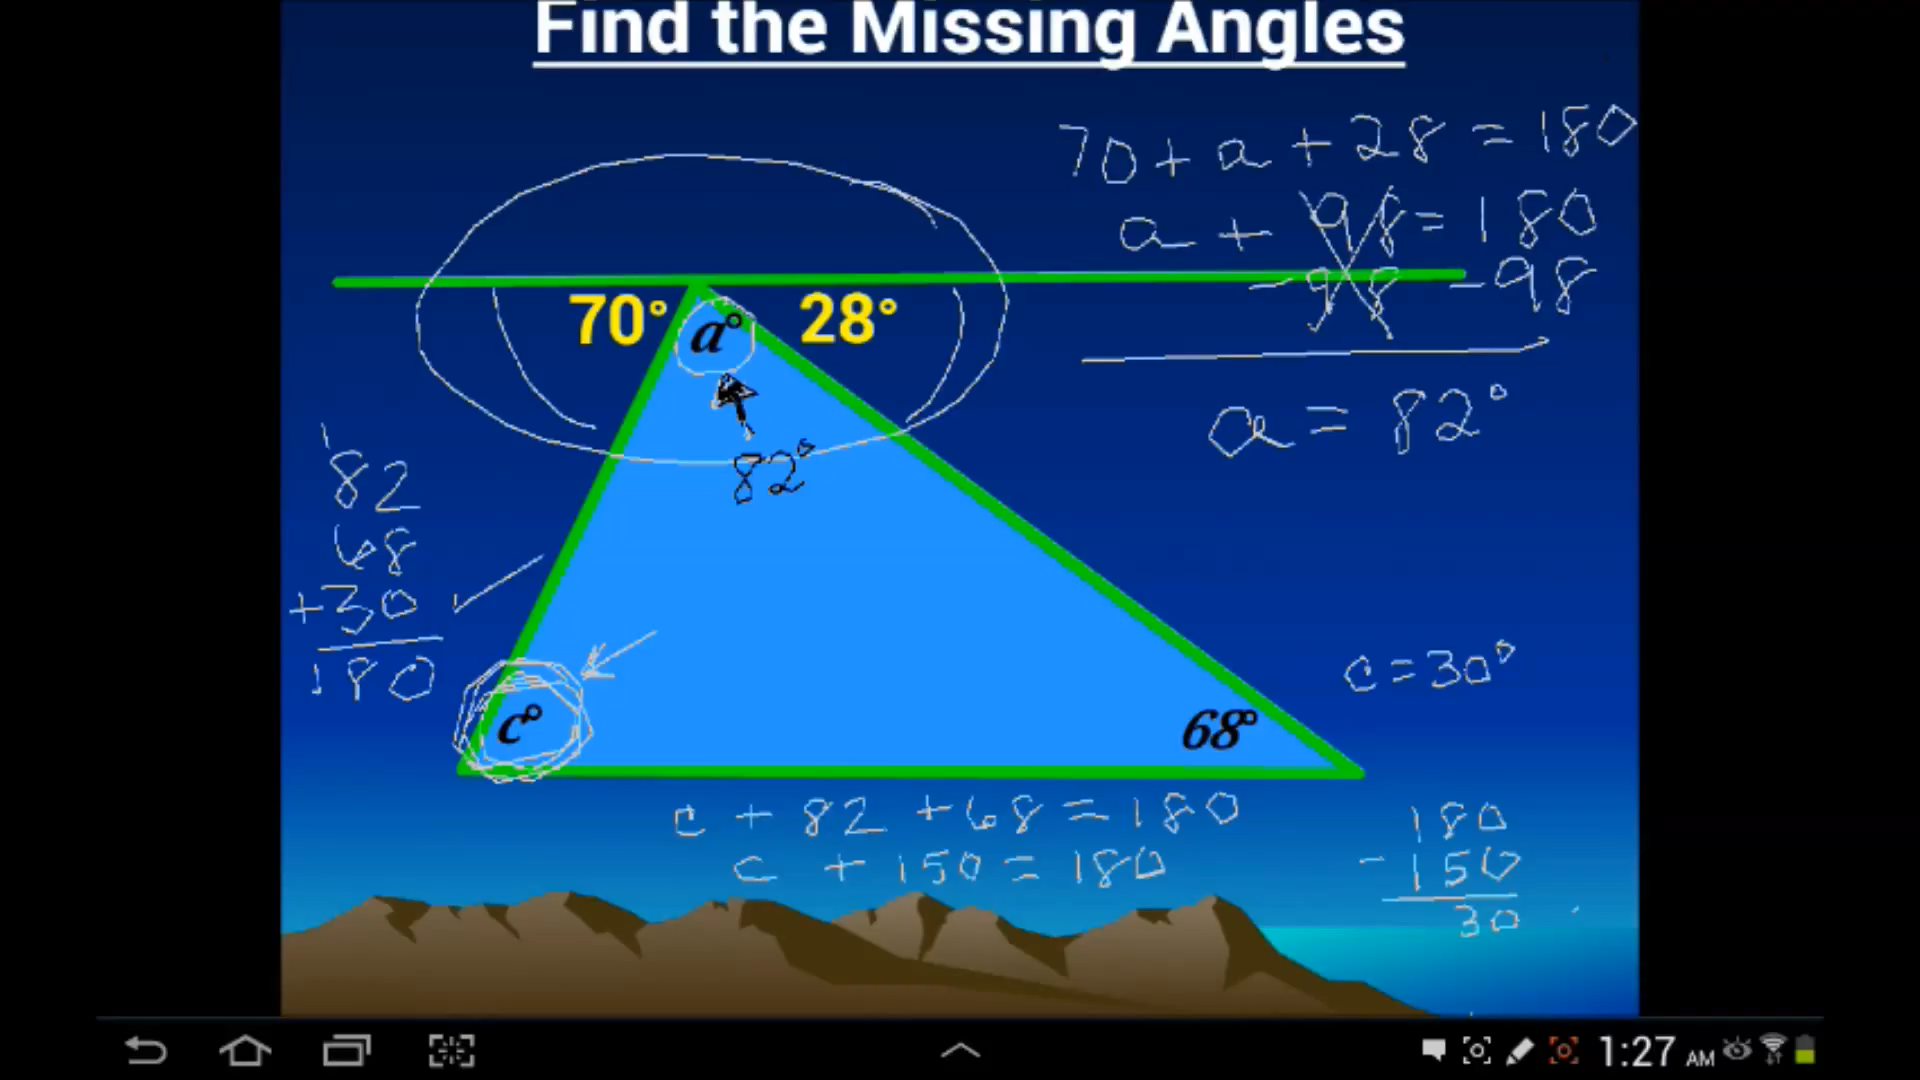 Find the Missing Angles
70 + a + 28 = 180
a + 98 = 180
-98 -98
a = 82°
70° a° 28°
82°
82
68
+30
180
c° 68°
c = 30°
c + 82 + 68 = 180
c + 150 = 180
180
- 150
30
1:27 AM